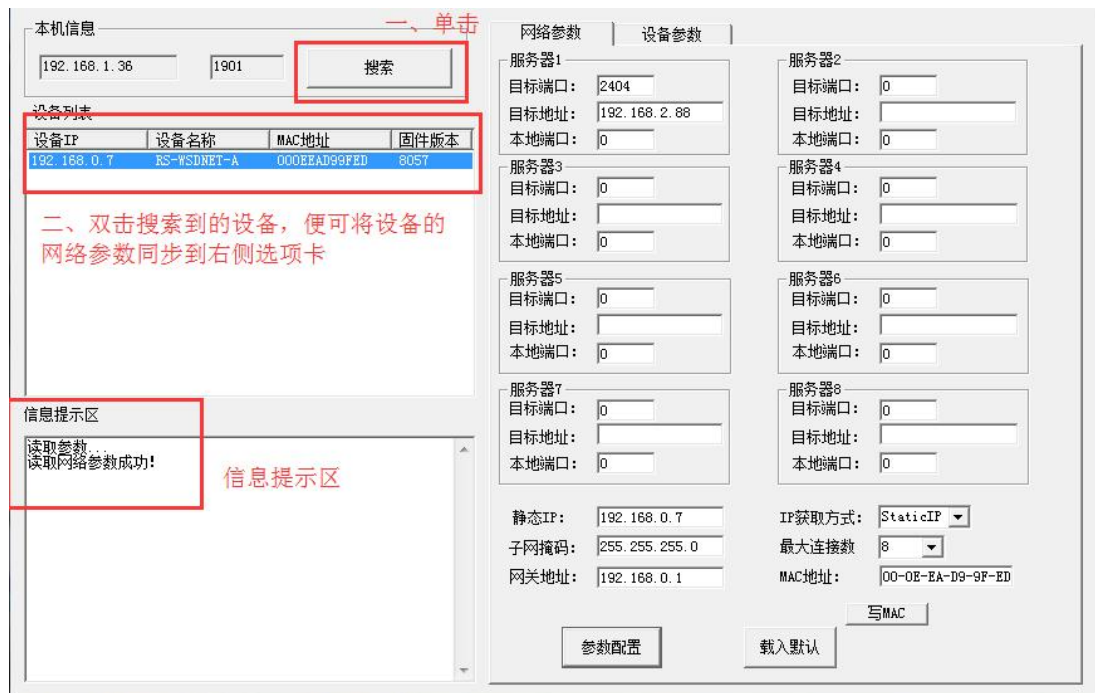 本机信息
一、单击
192.168.1.36
1901
搜索
设备列表
设备IP 设备名称 MAC地址 固件版本
192.168.0.7 RS-WSDNET-A 000EEAD99FED 8057
二、双击搜索到的设备，便可将设备的
网络参数同步到右侧选项卡
信息提示区
读取参数...
读取网络参数成功!
信息提示区
网络参数 设备参数
服务器1
目标端口： 2404
目标地址： 192.168.2.88
本地端口： 0
服务器2
目标端口： 0
目标地址：
本地端口： 0
服务器3
目标端口： 0
目标地址：
本地端口： 0
服务器4
目标端口： 0
目标地址：
本地端口： 0
服务器5
目标端口： 0
目标地址：
本地端口： 0
服务器6
目标端口： 0
目标地址：
本地端口： 0
服务器7
目标端口： 0
目标地址：
本地端口： 0
服务器8
目标端口： 0
目标地址：
本地端口： 0
静态IP： 192.168.0.7
IP获取方式： StaticIP
子网掩码： 255.255.255.0
最大连接数 8
网关地址： 192.168.0.1
MAC地址： 00-0E-EA-D9-9F-ED
写MAC
参数配置
载入默认